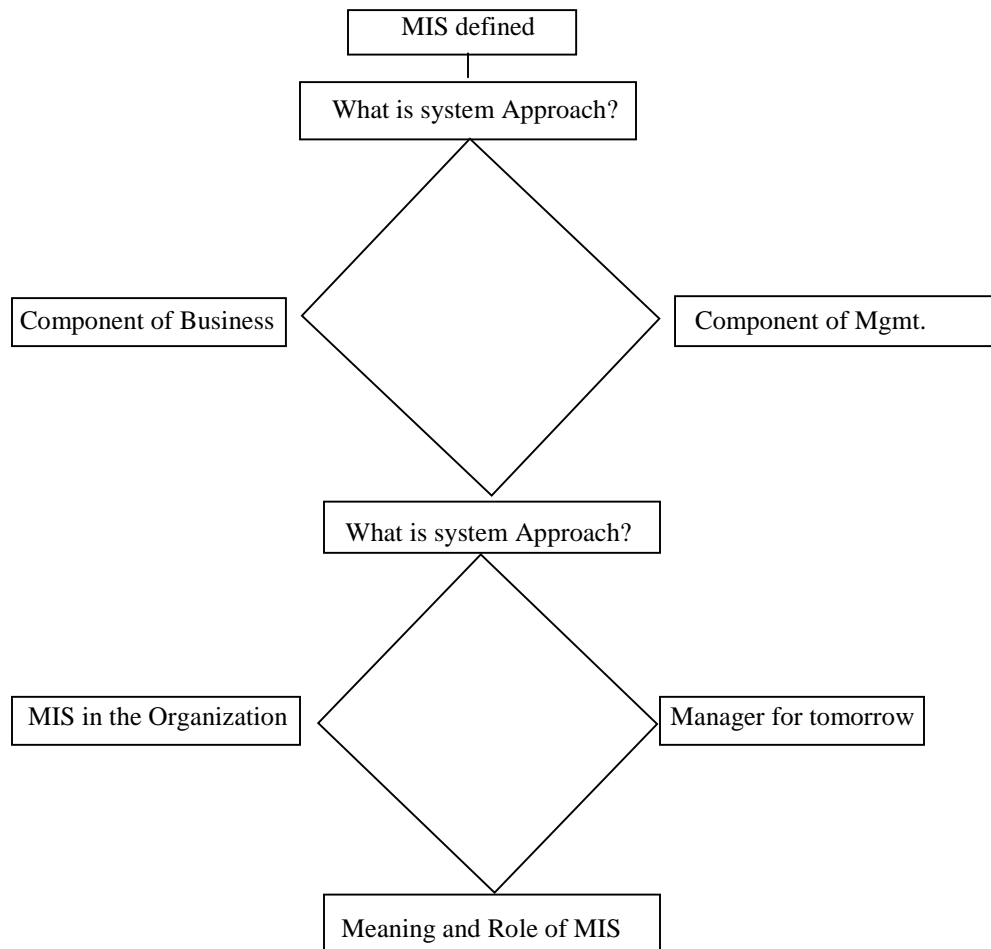 MIS defined
What is system Approach?
Component of Business
Component of Mgmt.
What is system Approach?
MIS in the Organization
Manager for tomorrow
Meaning and Role of MIS